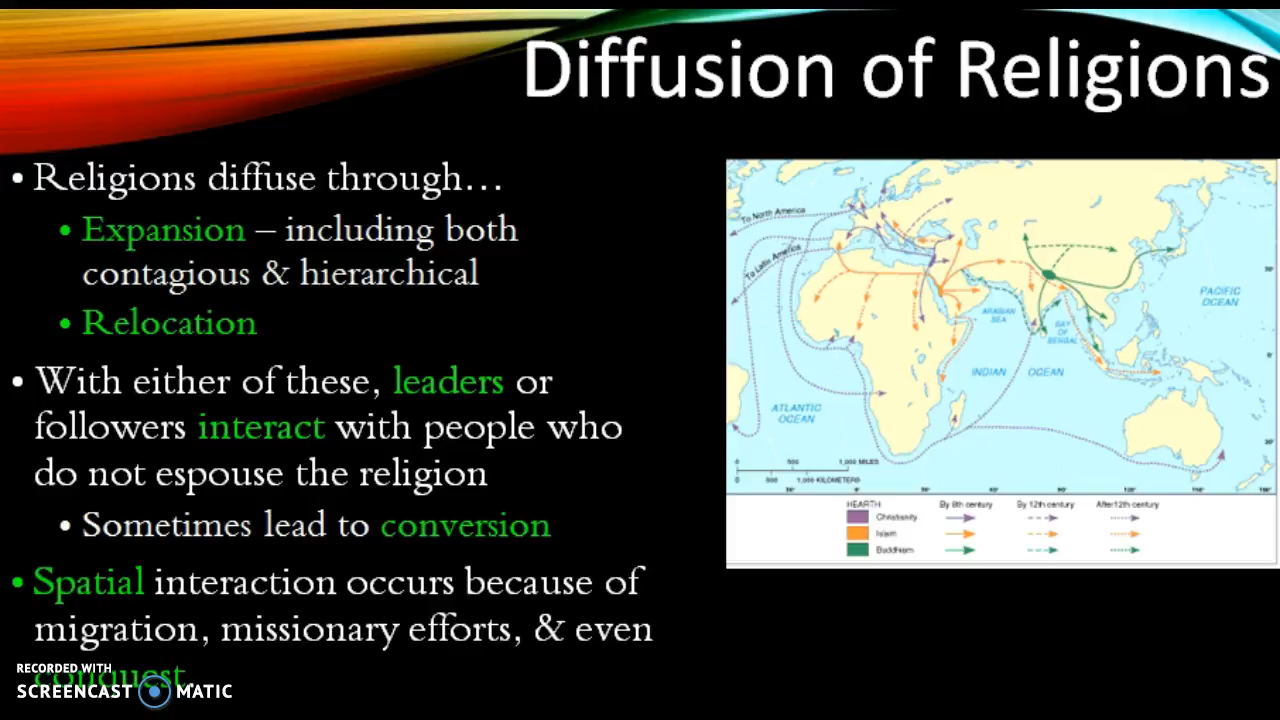 Diffusion of Religions
• Religions diffuse through…
• Expansion – including both
contagious & hierarchical
• Relocation
• With either of these, leaders or
followers interact with people who
do not espouse the religion
• Sometimes lead to conversion
• Spatial interaction occurs because of
migration, missionary efforts, & even
conquest.
RECORDED WITH
SCREENCAST MATIC
To North America
To Latin America
ARABIAN
SEA
BAY
OF
BENGAL
PACIFIC
OCEAN
INDIAN OCEAN
ATLANTIC
OCEAN
0 500 1,000 MILES
0 500 1,000 KILOMETERS
HEARTH By 8th century By 12th century After 12th century
Christianity
Islam
Buddhism